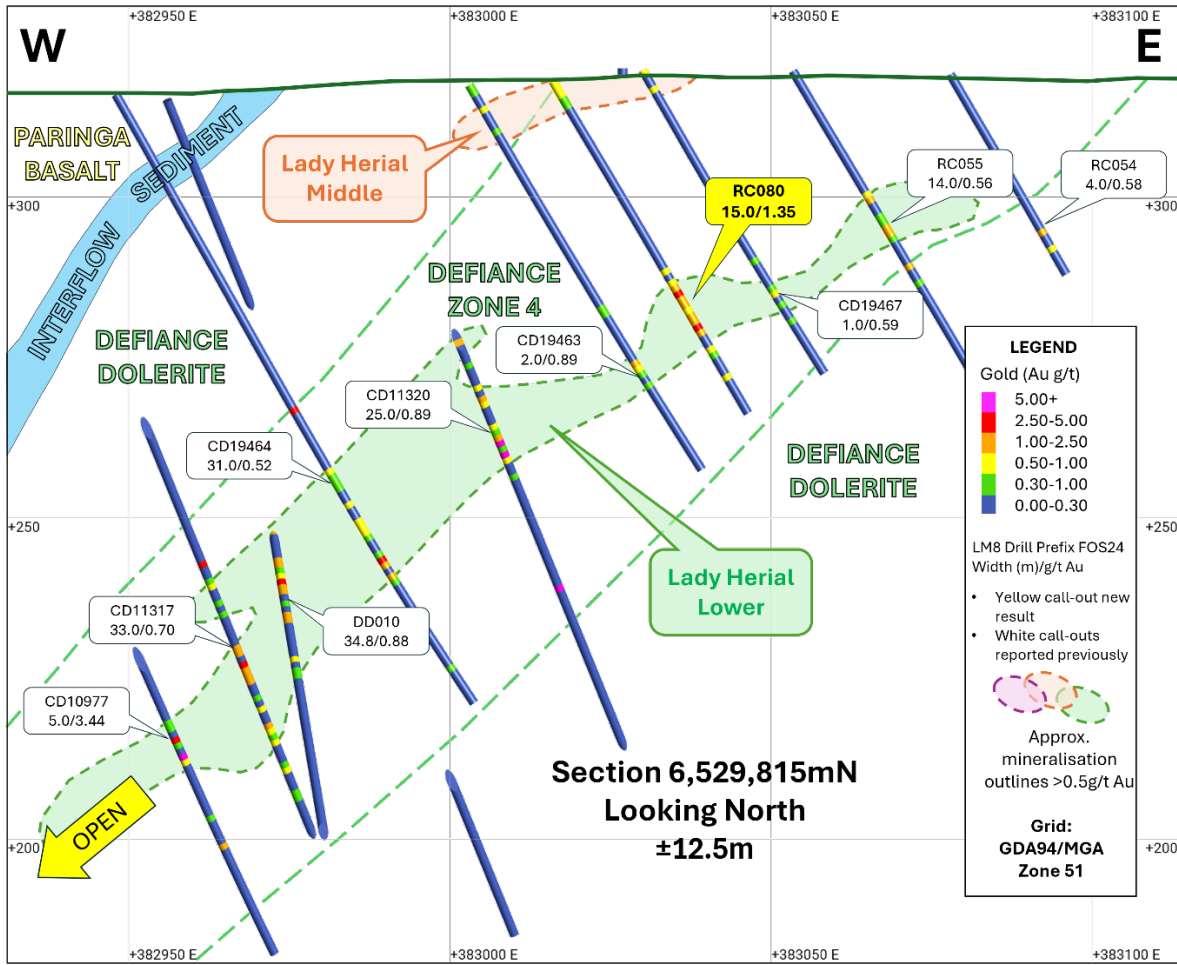 +382950 E
+383000 E
+383050 E
+383100 E
W
E
PARINGA
BASALT
INTERFLOW
SEDIMENT
Lady Herial
Middle
RC080
15.0/1.35
RC055
14.0/0.56
RC054
4.0/0.58
+300
+300
DEFIANCE
ZONE 4
DEFIANCE
DOLERITE
CD19463
2.0/0.89
CD19467
1.0/0.59
CD11320
25.0/0.89
CD19464
31.0/0.52
DEFIANCE
DOLERITE
+250
+250
Lady Herial
Lower
CD11317
33.0/0.70
DD010
34.8/0.88
CD10977
5.0/3.44
OPEN
Section 6,529,815mN
Looking North
±12.5m
+200
+200
LEGEND
Gold (Au g/t)
5.00+
2.50-5.00
1.00-2.50
0.50-1.00
0.30-1.00
0.00-0.30
LM8 Drill Prefix FOS24
Width (m)/g/t Au
• Yellow call-out new
result
• White call-outs
reported previously
Approx.
mineralisation
outlines >0.5g/t Au
Grid:
GDA94/MGA
Zone 51
+382950 E
+383000 E
+383050 E
+383100 E